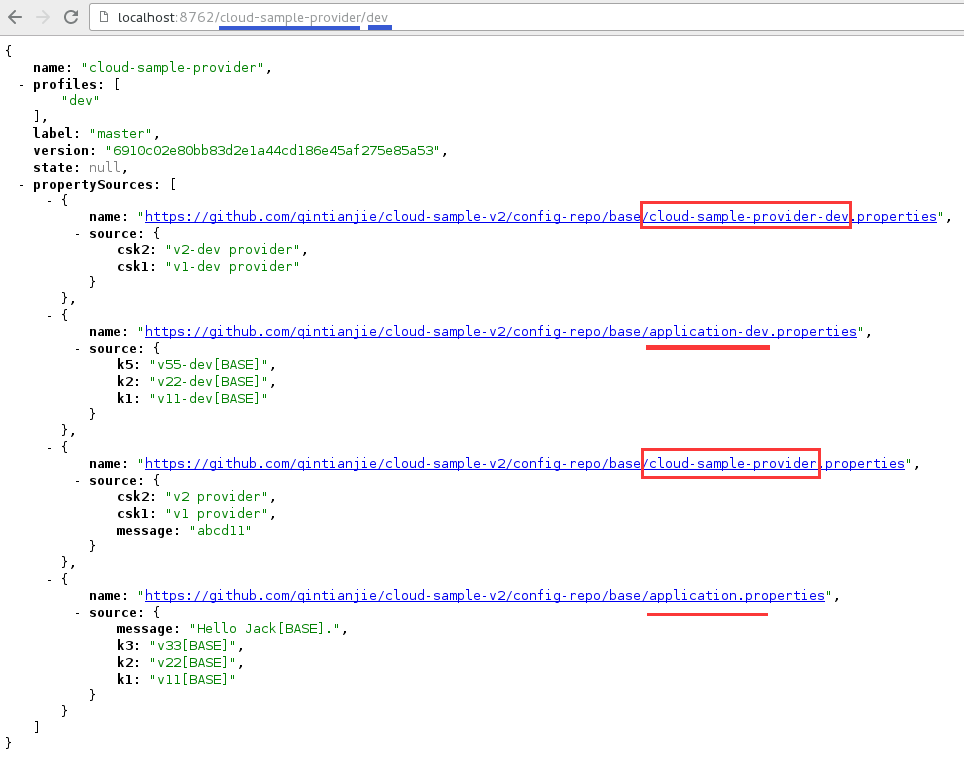 localhost:8762/cloud-sample-provider/dev
{
name: "cloud-sample-provider",
- profiles: [
"dev"
],
label: "master",
version: "6910c02e80bb83d2e1a44cd186e45af275e85a53",
state: null,
- propertySources: [
- {
name: "https://github.com/qintianjie/cloud-sample-v2/config-repo/base/cloud-sample-provider-dev.properties",
- source: {
csk2: "v2-dev provider",
csk1: "v1-dev provider"
}
},
- {
name: "https://github.com/qintianjie/cloud-sample-v2/config-repo/base/application-dev.properties",
- source: {
k5: "v55-dev[BASE]",
k2: "v22-dev[BASE]",
k1: "v11-dev[BASE]"
}
},
- {
name: "https://github.com/qintianjie/cloud-sample-v2/config-repo/base/cloud-sample-provider.properties",
- source: {
csk2: "v2 provider",
csk1: "v1 provider",
message: "abcd11"
}
},
- {
name: "https://github.com/qintianjie/cloud-sample-v2/config-repo/base/application.properties",
- source: {
message: "Hello Jack[BASE].",
k3: "v33[BASE]",
k2: "v22[BASE]",
k1: "v11[BASE]"
}
}
]
}